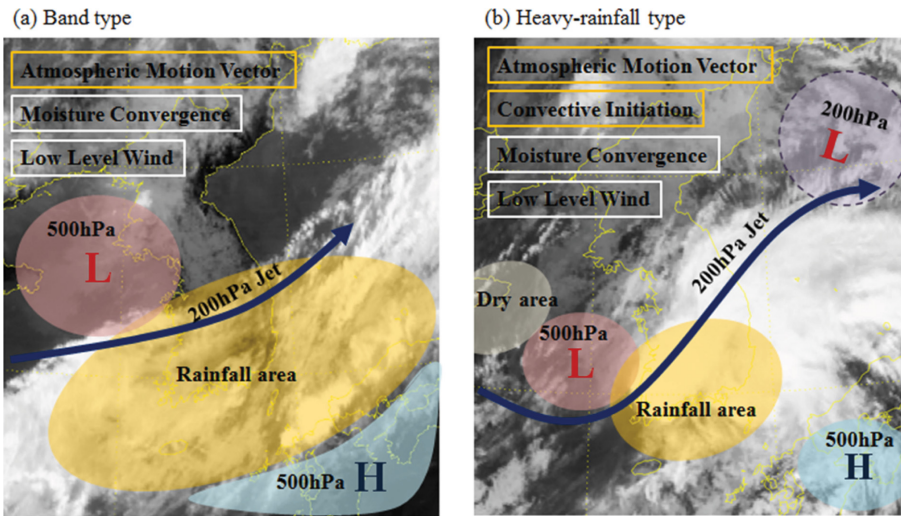 (a) Band type
Atmospheric Motion Vector
Moisture Convergence
Low Level Wind
500hPa
L
200hPa Jet
Rainfall area
500hPa H
(b) Heavy-rainfall type
Atmospheric Motion Vector
Convective Initiation
Moisture Convergence
Low Level Wind
200hPa
L
200hPa Jet
Dry area
500hPa
L
Rainfall area
500hPa
H